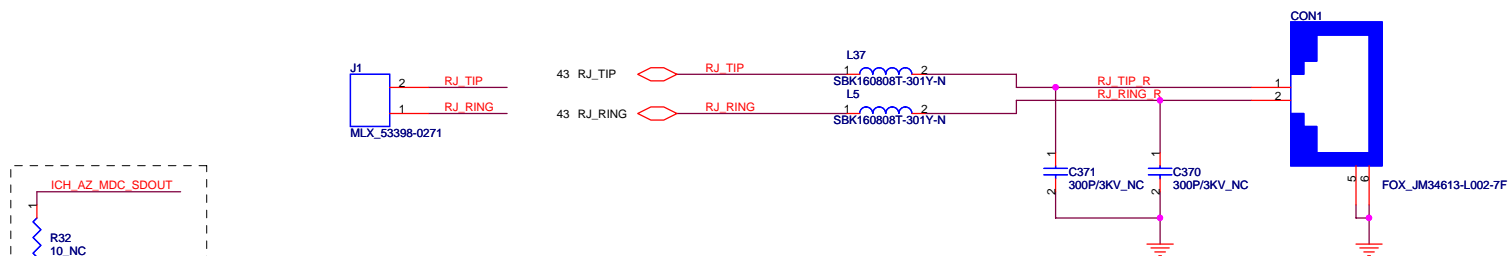 CON1
J1
2 RJ_TIP
1 RJ_RING
MLX_53398-0271
43 RJ_TIP
RJ_TIP
L37
1 2
SBK160808T-301Y-N
43 RJ_RING
RJ_RING
L5
1 2
SBK160808T-301Y-N
RJ_TIP_R
1
RJ_RING_R
2
1
C371
300P/3KV_NC
2
1
C370
300P/3KV_NC
2
5
6
FOX_JM34613-L002-7F
ICH_AZ_MDC_SDOUT
1
R32
10_NC